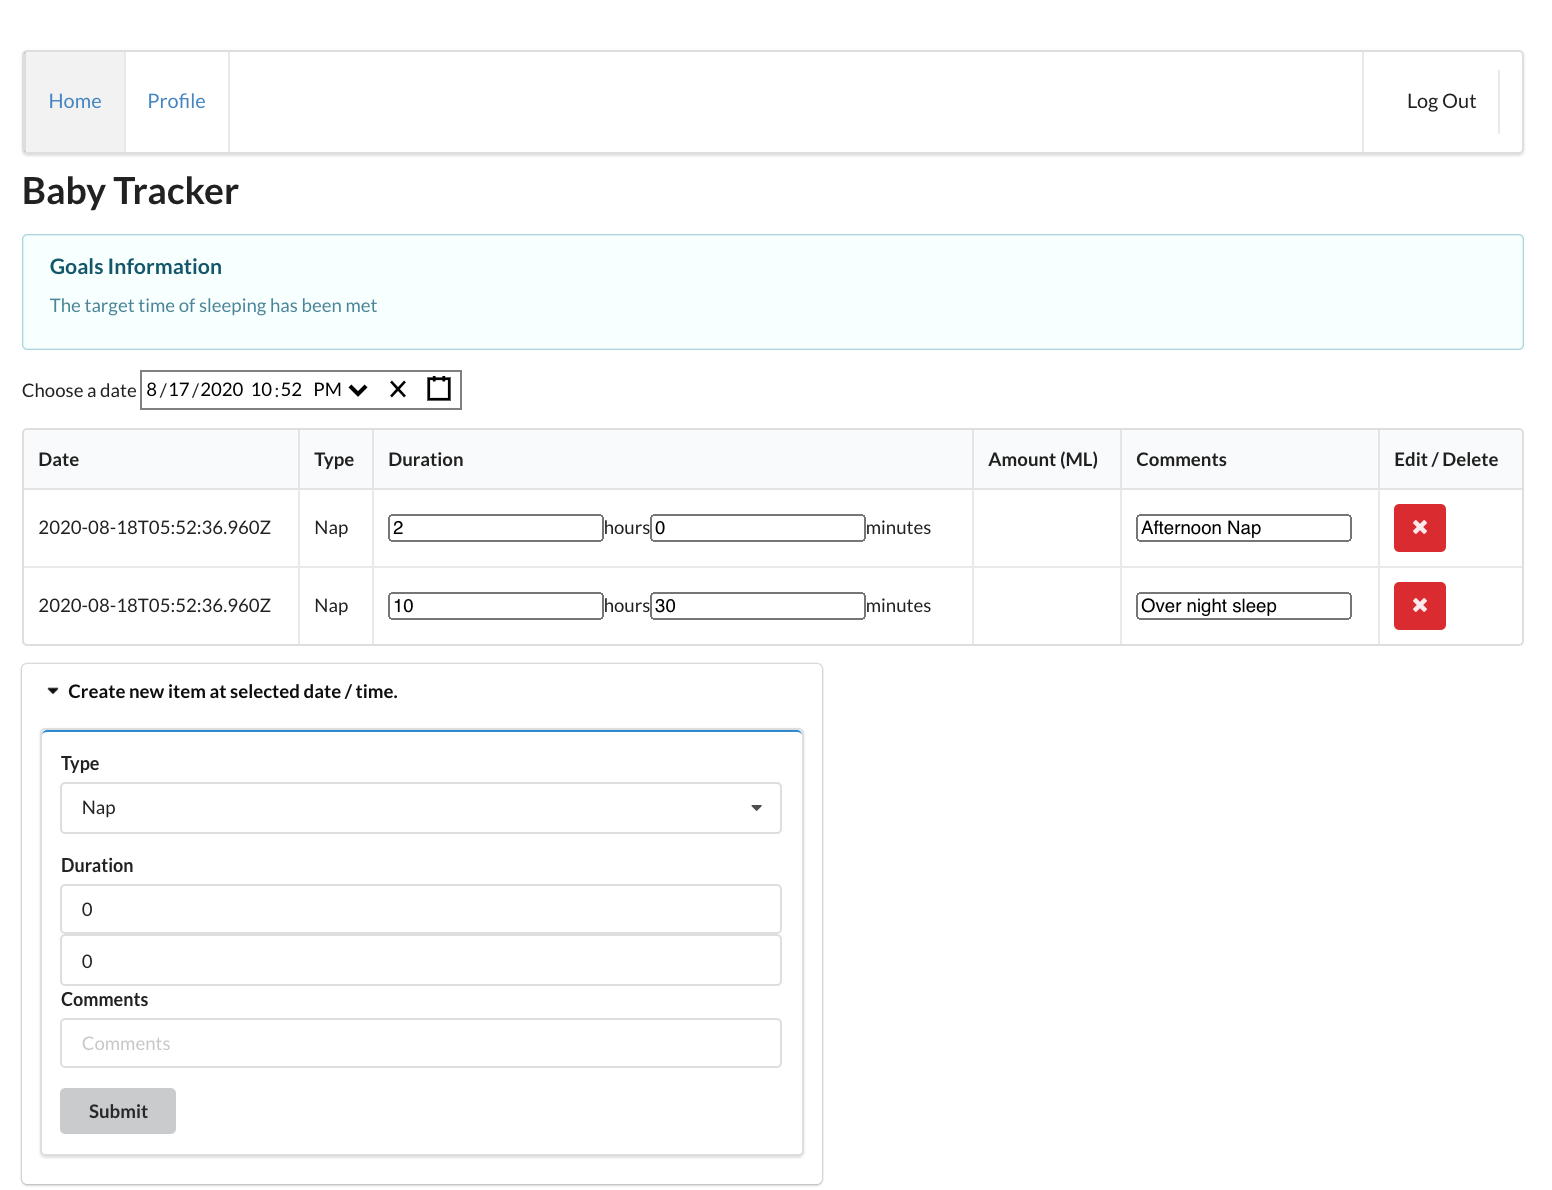 Home Profile Log Out
Baby Tracker
Goals Information
The target time of sleeping has been met
Choose a date 8/17/2020 10:52 PM
Date Type Duration Amount (ML) Comments Edit / Delete
2020-08-18T05:52:36.960Z Nap 2 hours 0 minutes Afternoon Nap
2020-08-18T05:52:36.960Z Nap 10 hours 30 minutes Over night sleep
Create new item at selected date / time.
Type
Nap
Duration
0
0
Comments
Comments
Submit